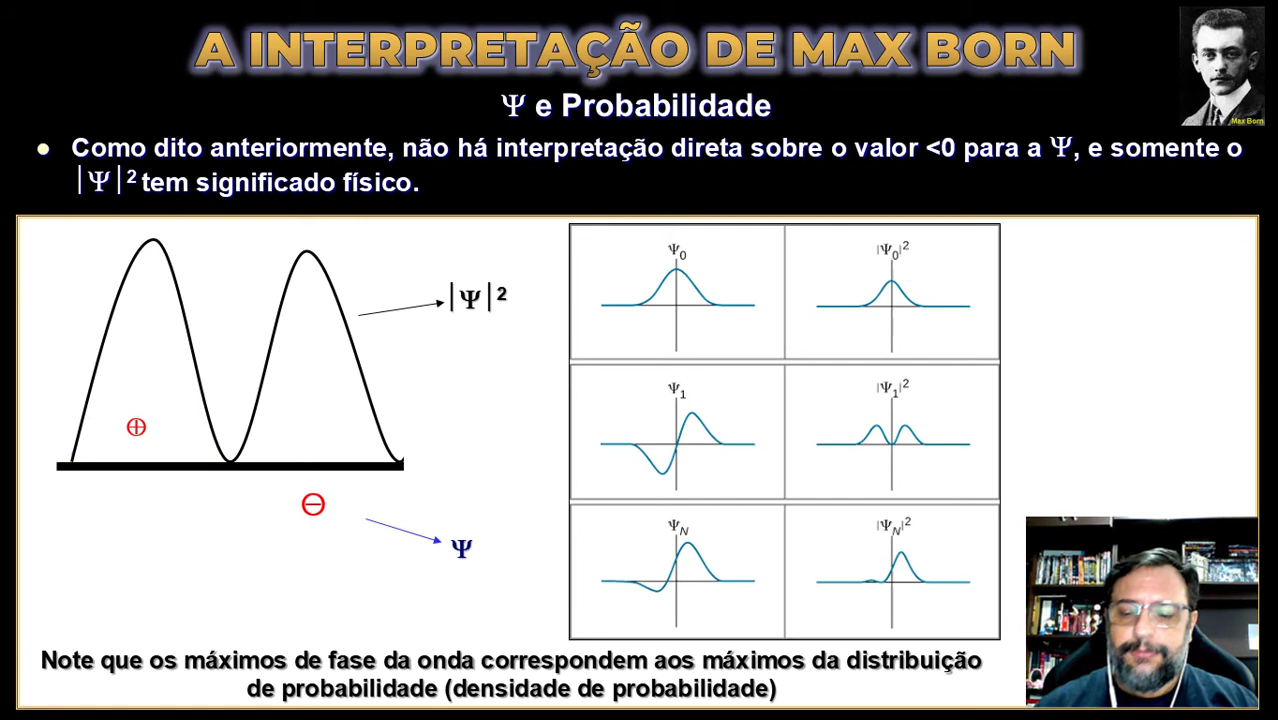 A INTERPRETAÇÃO DE MAX BORN
Max Born
Ψ e Probabilidade
● Como dito anteriormente, não há interpretação direta sobre o valor <0 para a Ψ, e somente o
|Ψ|² tem significado físico.
|Ψ|²
⊕
⊖
Ψ
Ψ₀ |Ψ₀|²
Ψ₁ |Ψ₁|²
Ψ_N |Ψ_N|²
Note que os máximos de fase da onda correspondem aos máximos da distribuição
de probabilidade (densidade de probabilidade)